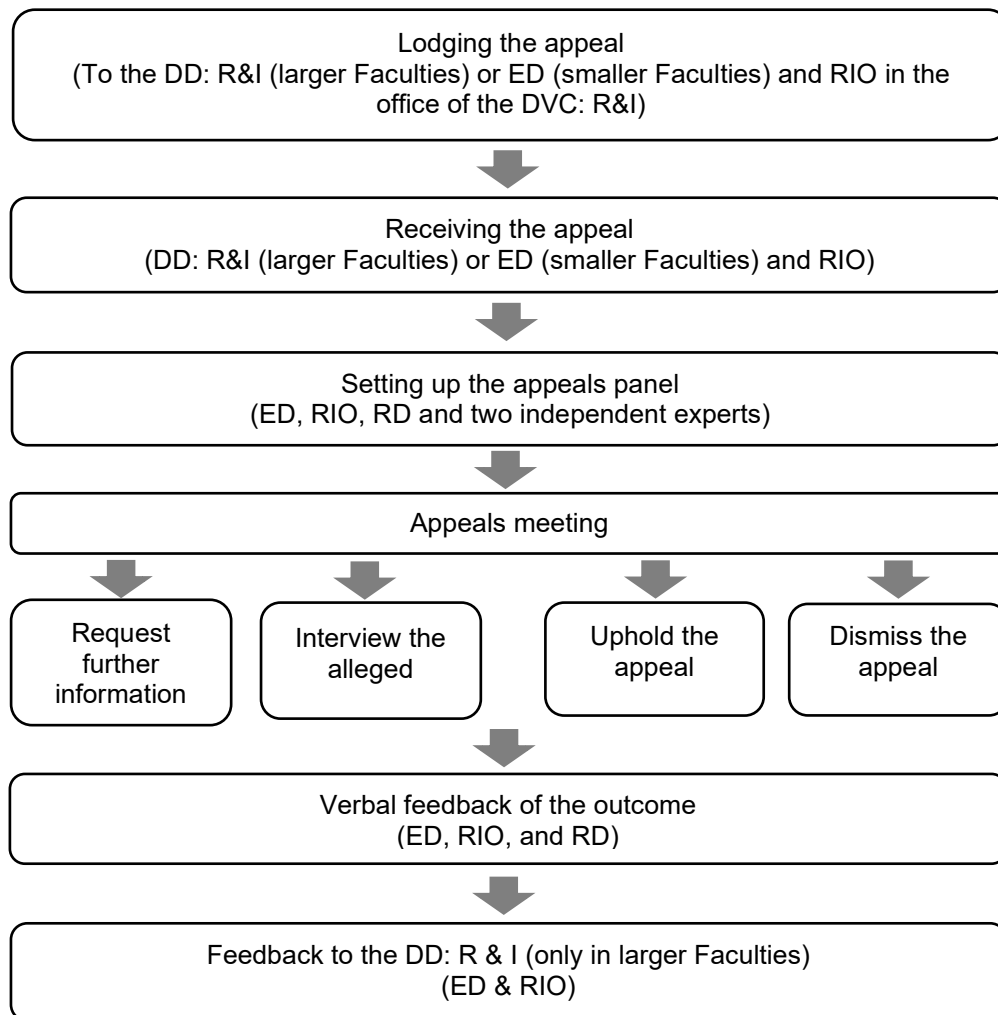 Lodging the appeal
(To the DD: R&I (larger Faculties) or ED (smaller Faculties) and RIO in the
office of the DVC: R&I)
Receiving the appeal
(DD: R&I (larger Faculties) or ED (smaller Faculties) and RIO)
Setting up the appeals panel
(ED, RIO, RD and two independent experts)
Appeals meeting
Request
further
information
Interview the
alleged
Uphold the
appeal
Dismiss the
appeal
Verbal feedback of the outcome
(ED, RIO, and RD)
Feedback to the DD: R & I (only in larger Faculties)
(ED & RIO)